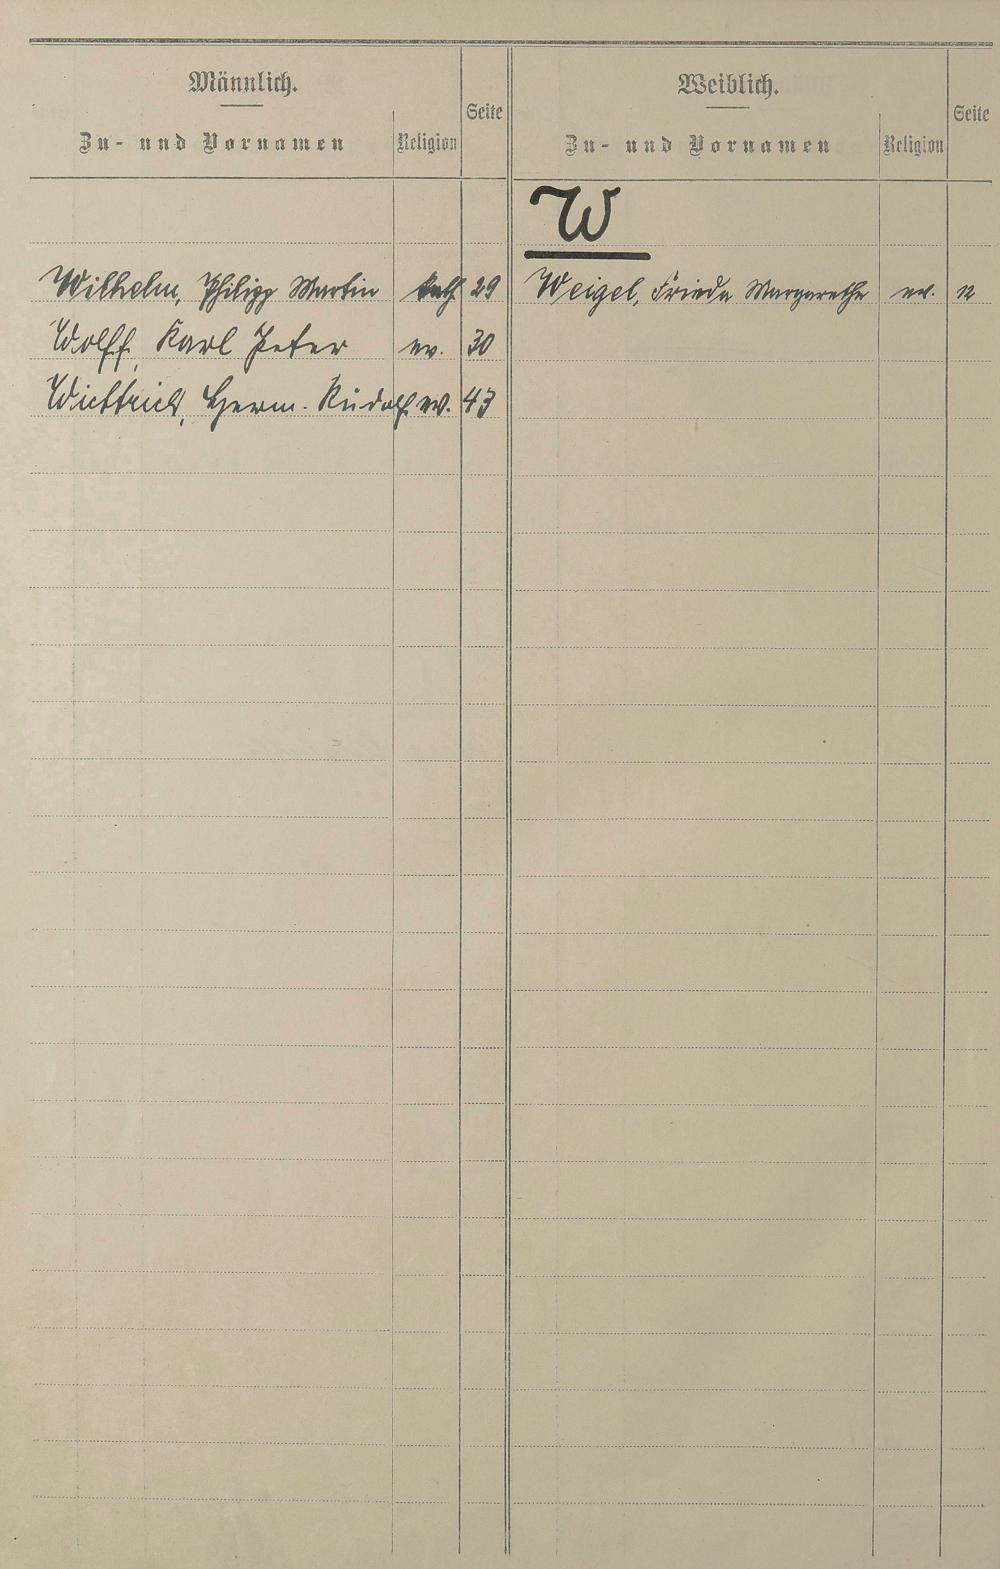 Männlich.
Zu- und Vornamen Religion Seite
Wilhelm, Philipp Martin kath. 29
Wolff, Karl Peter ev. 30
Herm. Rudolf ev. 43
Weiblich.
Zu- und Vornamen Religion Seite
W
Weigel, Frieda Margarethe ev. 12